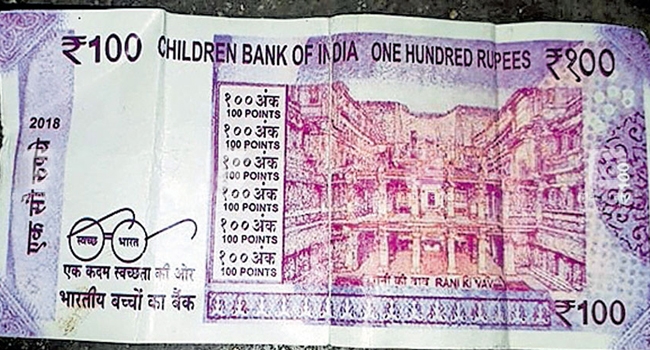 ₹100 CHILDREN BANK OF INDIA ONE HUNDRED RUPEES ₹१००
2018
एक सौ रुपये
१०० अंक
100 POINTS
१०० अंक
100 POINTS
१०० अंक
100 POINTS
१०० अंक
100 POINTS
१०० अंक
100 POINTS
१०० अंक
100 POINTS
स्वच्छ भारत
एक कदम स्वच्छता की ओर
भारतीय बच्चों का बैंक
रानी की वाव RANI KI VAV
₹100